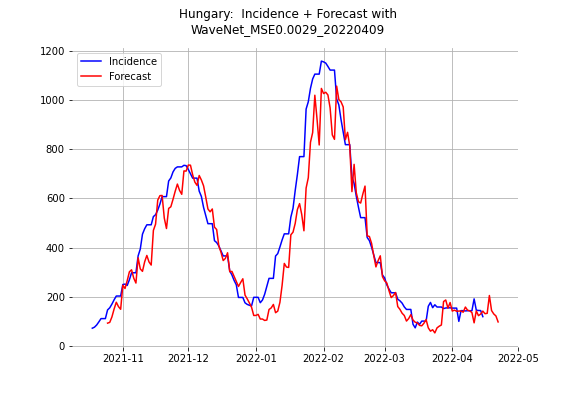 Hungary:  Incidence + Forecast with
WaveNet_MSE0.0029_20220409
1200
1000
800
600
400
200
0
Incidence
Forecast
2021-11 2021-12 2022-01 2022-02 2022-03 2022-04 2022-05